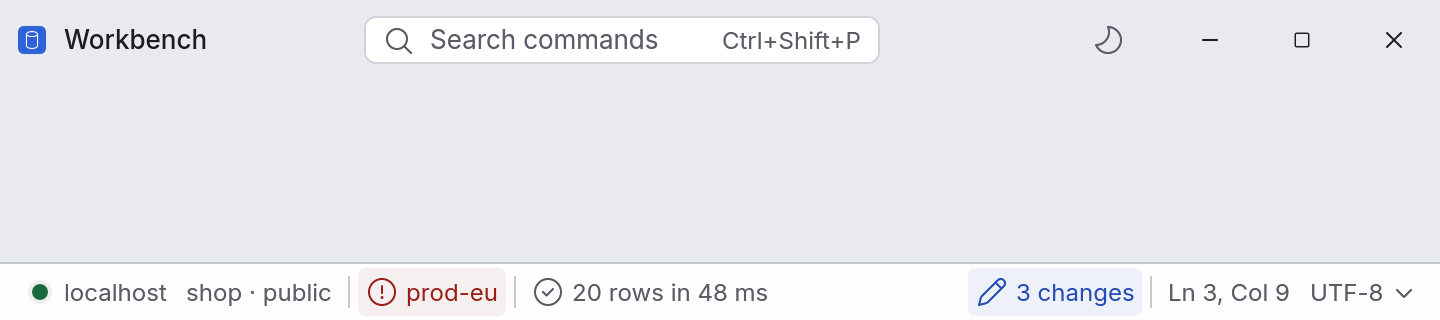 Workbench Search commands Ctrl+Shift+P
localhost shop · public prod-eu 20 rows in 48 ms 3 changes Ln 3, Col 9 UTF-8